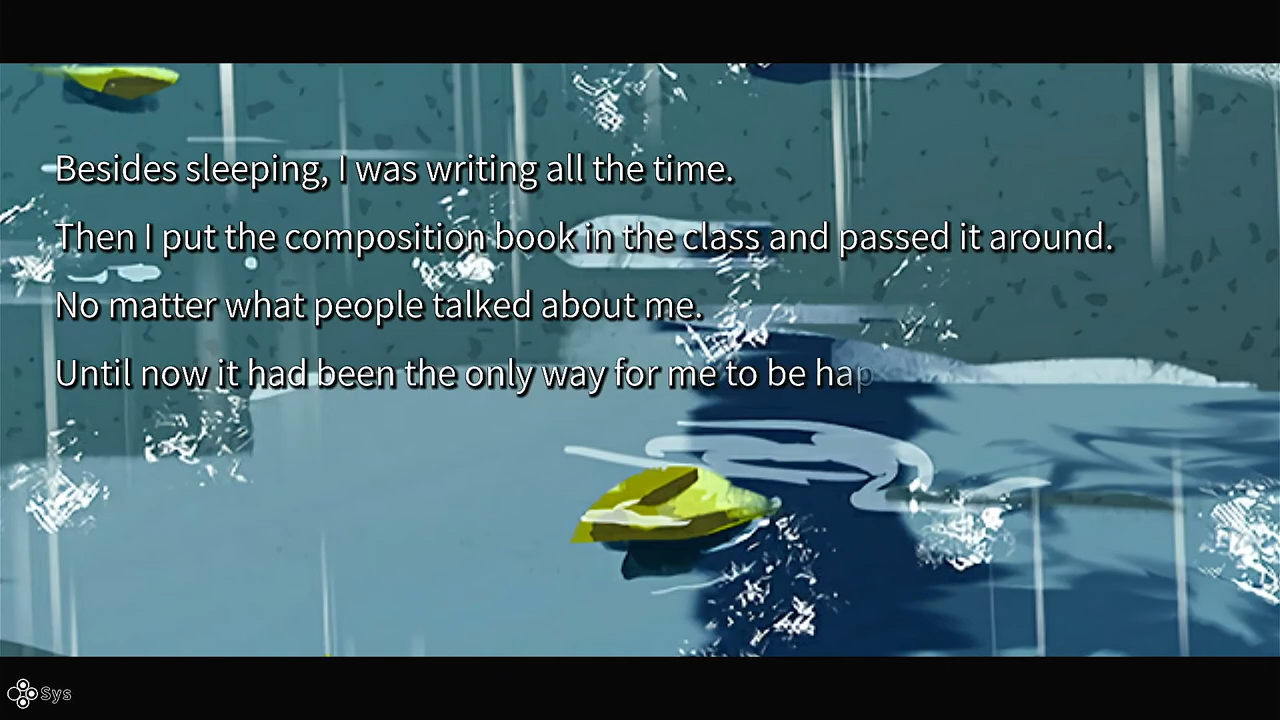 Besides sleeping, I was writing all the time.
Then I put the composition book in the class and passed it around.
No matter what people talked about me.
Until now it had been the only way for me to be hap
Sys